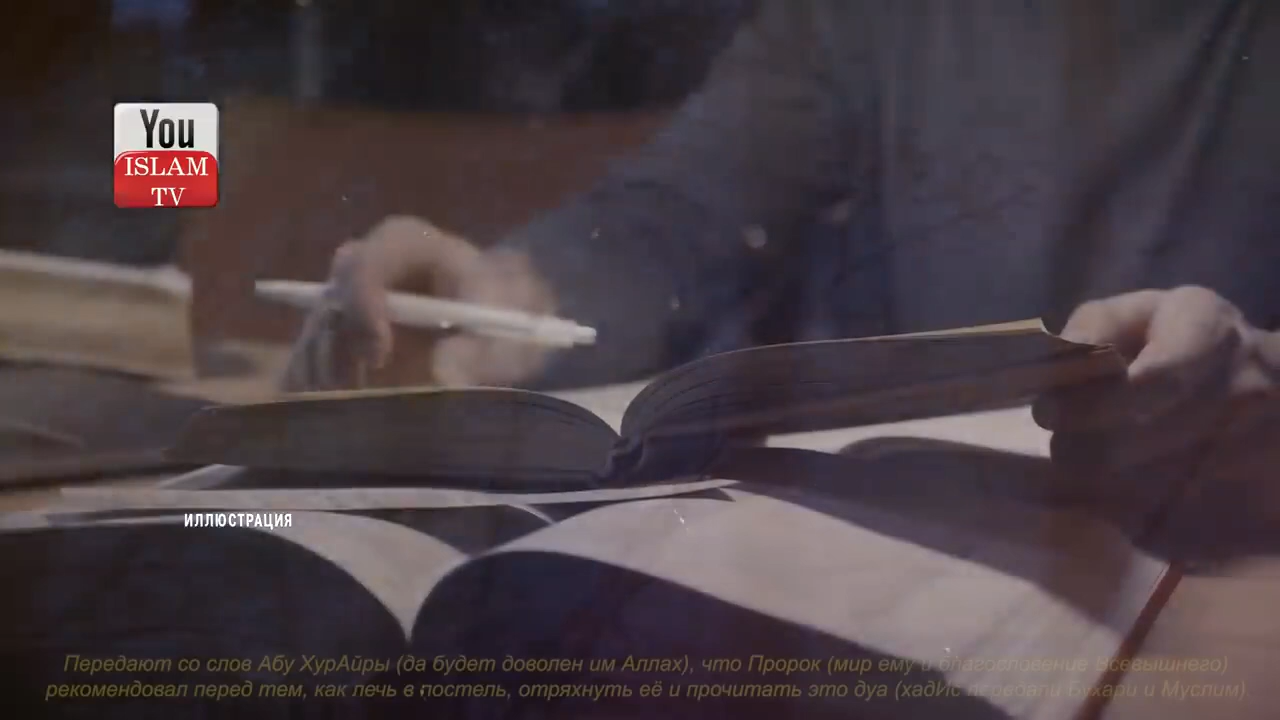 You
ISLAM
TV
ИЛЛЮСТРАЦИЯ
Передают со слов Абу ХурАйры (да будет доволен им Аллах), что Пророк (мир ему и благословение Всевышнего)
рекомендовал перед тем, как лечь в постель, отряхнуть её и прочитать это дуа (хадИс передали Бухари и Муслим)